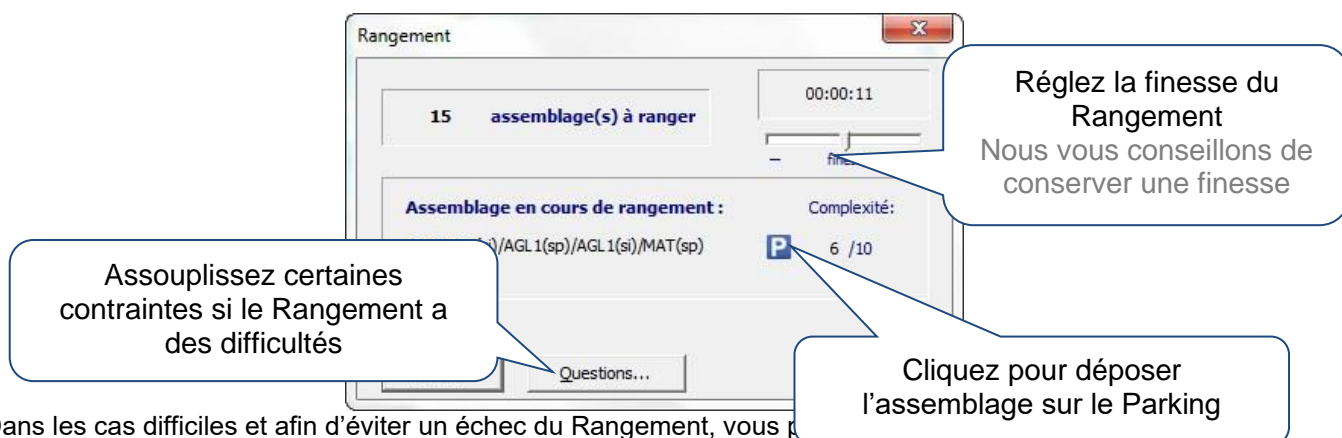 Rangement
00:00:11
15 assemblage(s) à ranger
Réglez la finesse du
Rangement
Nous vous conseillons de
conserver une finesse
–
Assemblage en cours de rangement :
Complexité:
/AGL1(sp)/AGL1(si)/MAT(sp)
P
6 /10
Assouplissez certaines
contraintes si le Rangement a
des difficultés
Questions...
Cliquez pour déposer
l'assemblage sur le Parking
Dans les cas difficiles et afin d'éviter un échec du Rangement, vous